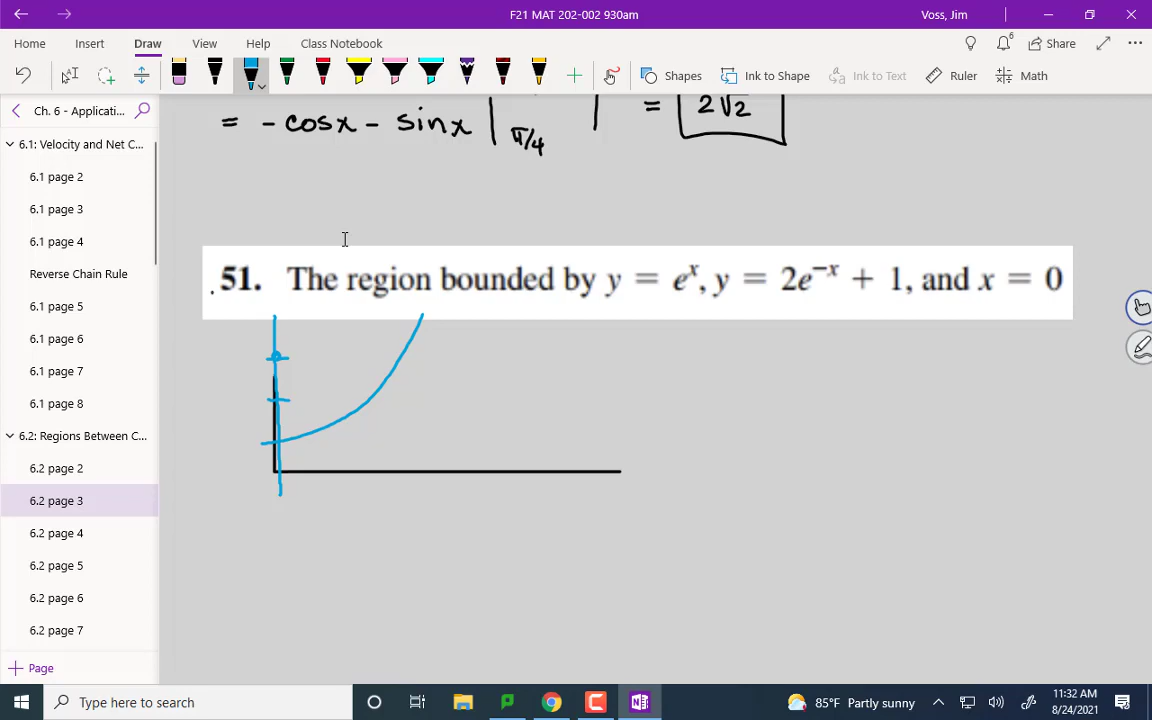 F21 MAT 202-002 930am
Voss, Jim
Home Insert Draw View Help Class Notebook
6
Share
Shapes
Ink to Shape
Ink to Text
Ruler
Math
Ch. 6 - Applicati...
6.1: Velocity and Net C...
6.1 page 2
6.1 page 3
6.1 page 4
Reverse Chain Rule
6.1 page 5
6.1 page 6
6.1 page 7
6.1 page 8
6.2: Regions Between C...
6.2 page 2
6.2 page 3
6.2 page 4
6.2 page 5
6.2 page 6
6.2 page 7
Page
= -cosx - sinx | π/4 | = 2√2
51. The region bounded by y = eˣ, y = 2e⁻ˣ + 1, and x = 0
Type here to search
85°F Partly sunny
11:32 AM
8/24/2021